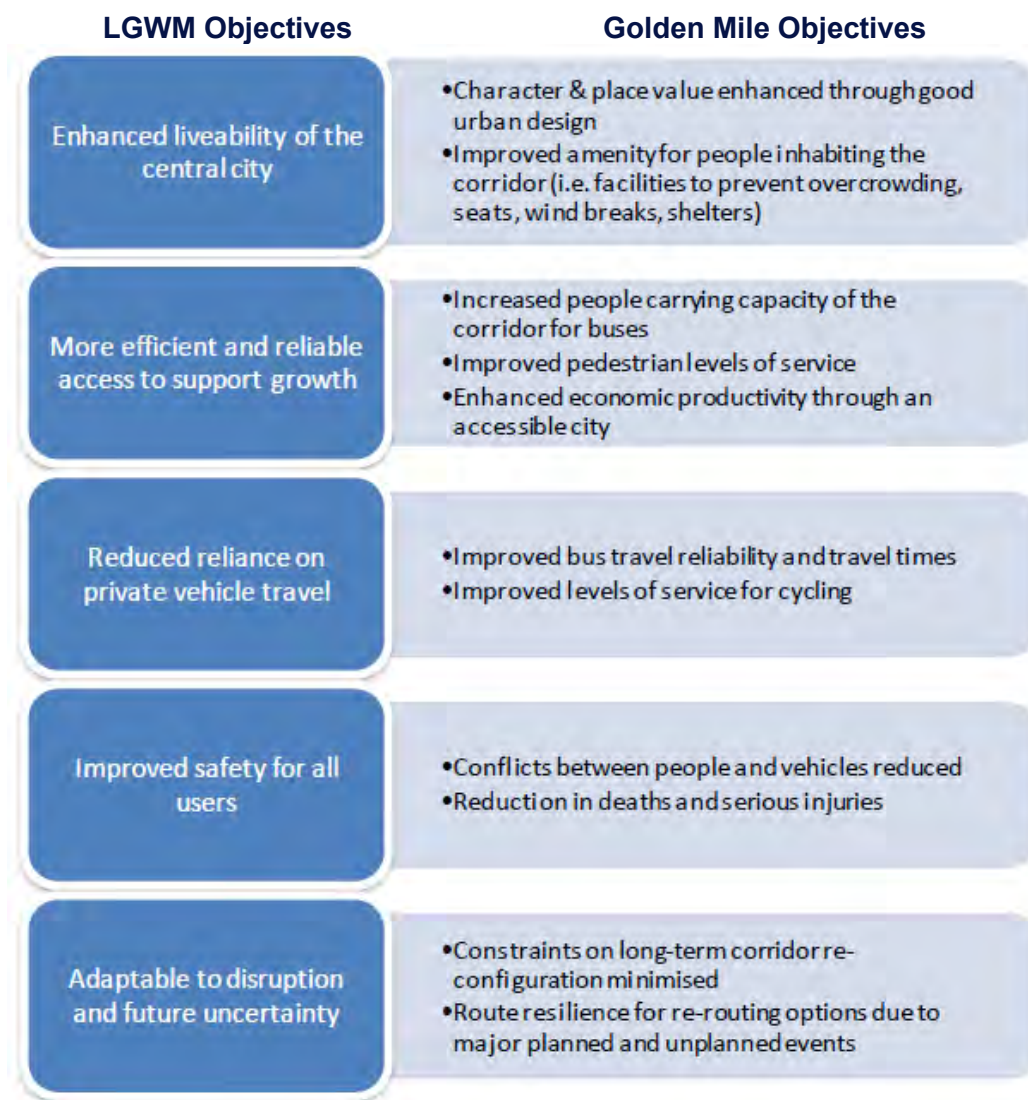 LGWM Objectives
Golden Mile Objectives
Enhanced liveability of the
central city
•Character & place value enhanced through good
urban design
•Improved amenity for people inhabiting the
corridor (i.e. facilities to prevent overcrowding,
seats, wind breaks, shelters)
More efficient and reliable
access to support growth
•Increased people carrying capacity of the
corridor for buses
•Improved pedestrian levels of service
•Enhanced economic productivity through an
accessible city
Reduced reliance on
private vehicle travel
•Improved bus travel reliability and travel times
•Improved levels of service for cycling
Improved safety for all
users
•Conflicts between people and vehicles reduced
•Reduction in deaths and serious injuries
Adaptable to disruption
and future uncertainty
•Constraints on long-term corridor re-
configuration minimised
•Route resilience for re-routing options due to
major planned and unplanned events